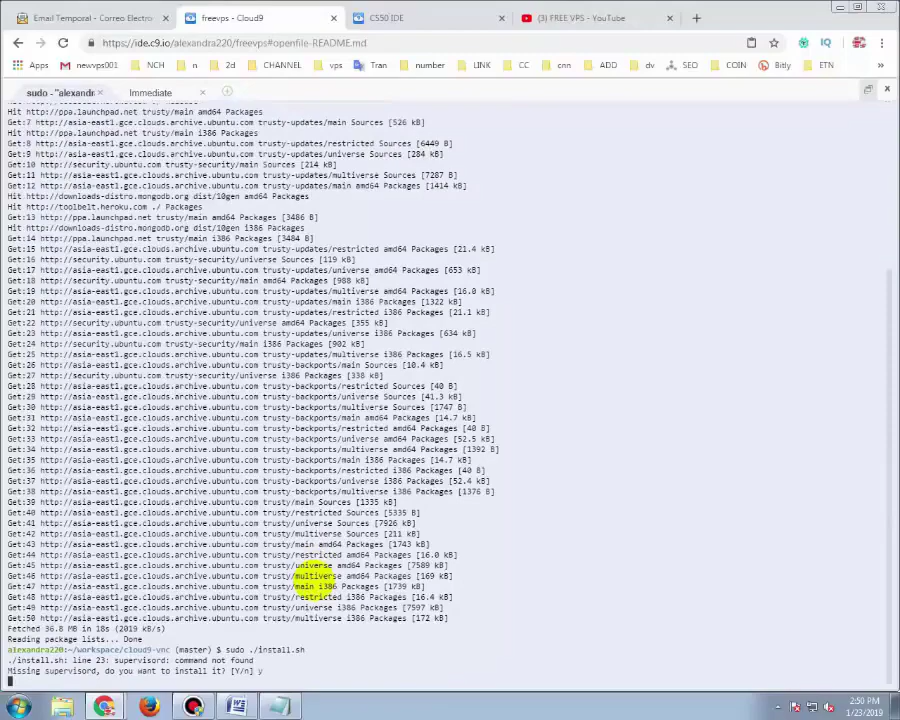 Email Temporal - Correo Electro
freevps - Cloud9
CS50 IDE
(3) FREE VPS - YouTube
https://ide.c9.io/alexandra220/freevps#openfile-README.md
IQ
Apps
newvps001
NCH
n
2d
CHANNEL
vps
Tran
number
LINK
CC
cnn
ADD
dv
SEO
COIN
Bitly
ETN
»
sudo - "alexandr
Immediate
Hit http://ppa.launchpad.net trusty/main amd64 Packages
Get:7 http://asia-east1.gce.clouds.archive.ubuntu.com trusty-updates/main Sources [526 kB]
Hit http://ppa.launchpad.net trusty/main i386 Packages
Get:8 http://asia-east1.gce.clouds.archive.ubuntu.com trusty-updates/restricted Sources [6449 B]
Get:9 http://asia-east1.gce.clouds.archive.ubuntu.com trusty-updates/universe Sources [284 kB]
Get:10 http://security.ubuntu.com trusty-security/main Sources [214 kB]
Get:11 http://asia-east1.gce.clouds.archive.ubuntu.com trusty-updates/multiverse Sources [7287 B]
Get:12 http://asia-east1.gce.clouds.archive.ubuntu.com trusty-updates/main amd64 Packages [1414 kB]
Hit http://downloads-distro.mongodb.org dist/10gen amd64 Packages
Hit http://toolbelt.heroku.com ./ Packages
Get:13 http://ppa.launchpad.net trusty/main amd64 Packages [3486 B]
Hit http://downloads-distro.mongodb.org dist/10gen i386 Packages
Get:14 http://ppa.launchpad.net trusty/main i386 Packages [3484 B]
Get:15 http://asia-east1.gce.clouds.archive.ubuntu.com trusty-updates/restricted amd64 Packages [21.4 kB]
Get:16 http://security.ubuntu.com trusty-security/universe Sources [119 kB]
Get:17 http://asia-east1.gce.clouds.archive.ubuntu.com trusty-updates/universe amd64 Packages [653 kB]
Get:18 http://security.ubuntu.com trusty-security/main amd64 Packages [988 kB]
Get:19 http://asia-east1.gce.clouds.archive.ubuntu.com trusty-updates/multiverse amd64 Packages [16.0 kB]
Get:20 http://asia-east1.gce.clouds.archive.ubuntu.com trusty-updates/main i386 Packages [1322 kB]
Get:21 http://asia-east1.gce.clouds.archive.ubuntu.com trusty-updates/restricted i386 Packages [21.1 kB]
Get:22 http://security.ubuntu.com trusty-security/universe amd64 Packages [355 kB]
Get:23 http://asia-east1.gce.clouds.archive.ubuntu.com trusty-updates/universe i386 Packages [634 kB]
Get:24 http://security.ubuntu.com trusty-security/main i386 Packages [902 kB]
Get:25 http://asia-east1.gce.clouds.archive.ubuntu.com trusty-updates/multiverse i386 Packages [16.5 kB]
Get:26 http://asia-east1.gce.clouds.archive.ubuntu.com trusty-backports/main Sources [10.4 kB]
Get:27 http://security.ubuntu.com trusty-security/universe i386 Packages [338 kB]
Get:28 http://asia-east1.gce.clouds.archive.ubuntu.com trusty-backports/restricted Sources [40 B]
Get:29 http://asia-east1.gce.clouds.archive.ubuntu.com trusty-backports/universe Sources [41.3 kB]
Get:30 http://asia-east1.gce.clouds.archive.ubuntu.com trusty-backports/multiverse Sources [1747 B]
Get:31 http://asia-east1.gce.clouds.archive.ubuntu.com trusty-backports/main amd64 Packages [14.7 kB]
Get:32 http://asia-east1.gce.clouds.archive.ubuntu.com trusty-backports/restricted amd64 Packages [40 B]
Get:33 http://asia-east1.gce.clouds.archive.ubuntu.com trusty-backports/universe amd64 Packages [52.5 kB]
Get:34 http://asia-east1.gce.clouds.archive.ubuntu.com trusty-backports/multiverse amd64 Packages [1392 B]
Get:35 http://asia-east1.gce.clouds.archive.ubuntu.com trusty-backports/main i386 Packages [14.7 kB]
Get:36 http://asia-east1.gce.clouds.archive.ubuntu.com trusty-backports/restricted i386 Packages [40 B]
Get:37 http://asia-east1.gce.clouds.archive.ubuntu.com trusty-backports/universe i386 Packages [52.4 kB]
Get:38 http://asia-east1.gce.clouds.archive.ubuntu.com trusty-backports/multiverse i386 Packages [1376 B]
Get:39 http://asia-east1.gce.clouds.archive.ubuntu.com trusty/main Sources [1335 kB]
Get:40 http://asia-east1.gce.clouds.archive.ubuntu.com trusty/restricted Sources [5335 B]
Get:41 http://asia-east1.gce.clouds.archive.ubuntu.com trusty/universe Sources [7926 kB]
Get:42 http://asia-east1.gce.clouds.archive.ubuntu.com trusty/multiverse Sources [211 kB]
Get:43 http://asia-east1.gce.clouds.archive.ubuntu.com trusty/main amd64 Packages [1743 kB]
Get:44 http://asia-east1.gce.clouds.archive.ubuntu.com trusty/restricted amd64 Packages [16.0 kB]
Get:45 http://asia-east1.gce.clouds.archive.ubuntu.com trusty/universe amd64 Packages [7589 kB]
Get:46 http://asia-east1.gce.clouds.archive.ubuntu.com trusty/multiverse amd64 Packages [169 kB]
Get:47 http://asia-east1.gce.clouds.archive.ubuntu.com trusty/main i386 Packages [1739 kB]
Get:48 http://asia-east1.gce.clouds.archive.ubuntu.com trusty/restricted i386 Packages [16.4 kB]
Get:49 http://asia-east1.gce.clouds.archive.ubuntu.com trusty/universe i386 Packages [7597 kB]
Get:50 http://asia-east1.gce.clouds.archive.ubuntu.com trusty/multiverse i386 Packages [172 kB]
Fetched 36.8 MB in 18s (2019 kB/s)
Reading package lists... Done
alexandra220:~/workspace/cloud9-vnc (master) $ sudo ./install.sh
./install.sh: line 23: supervisord: command not found
Missing supervisord, do you want to install it? [Y/n] y
2:50 PM
1/23/2019